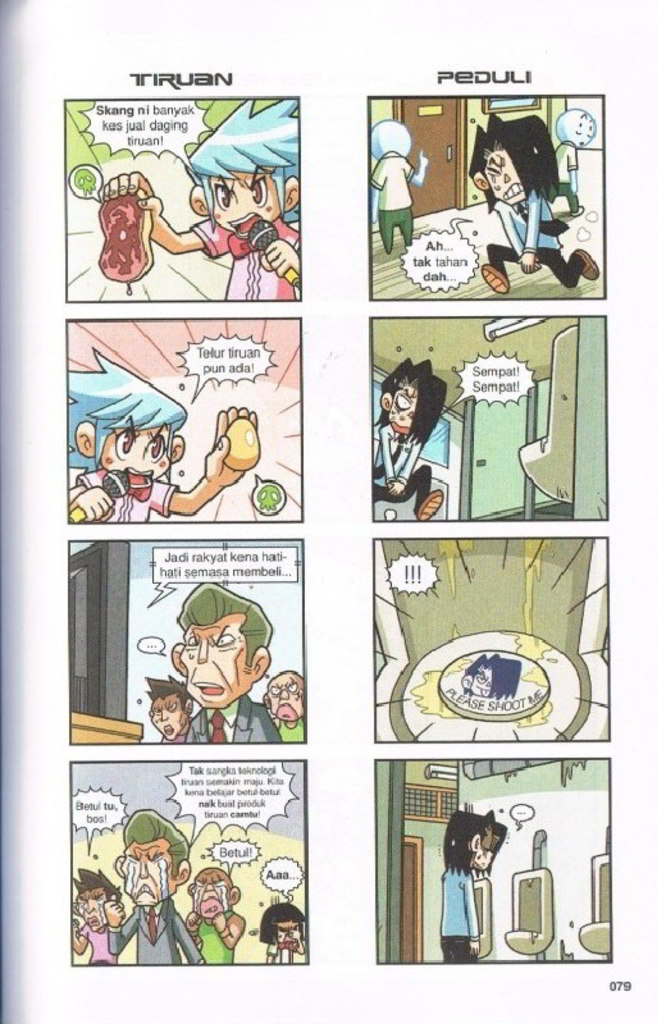 TIRUAN
Skang ni banyak
kes jual daging
tiruan!
Telur tiruan
pun ada!
Jadi rakyat kena hati-
hati semasa membeli...
...
Betul tu,
bos!
Tak sangka teknologi
tiruan semakin maju. Kita
kena belajar betul-betul
nak buat produk
tiruan camtu!
Betul!
Aaa...
PEDULI
Ah...
tak tahan
dah...
Sempat!
Sempat!
!!!
PLEASE SHOOT ME
...
079